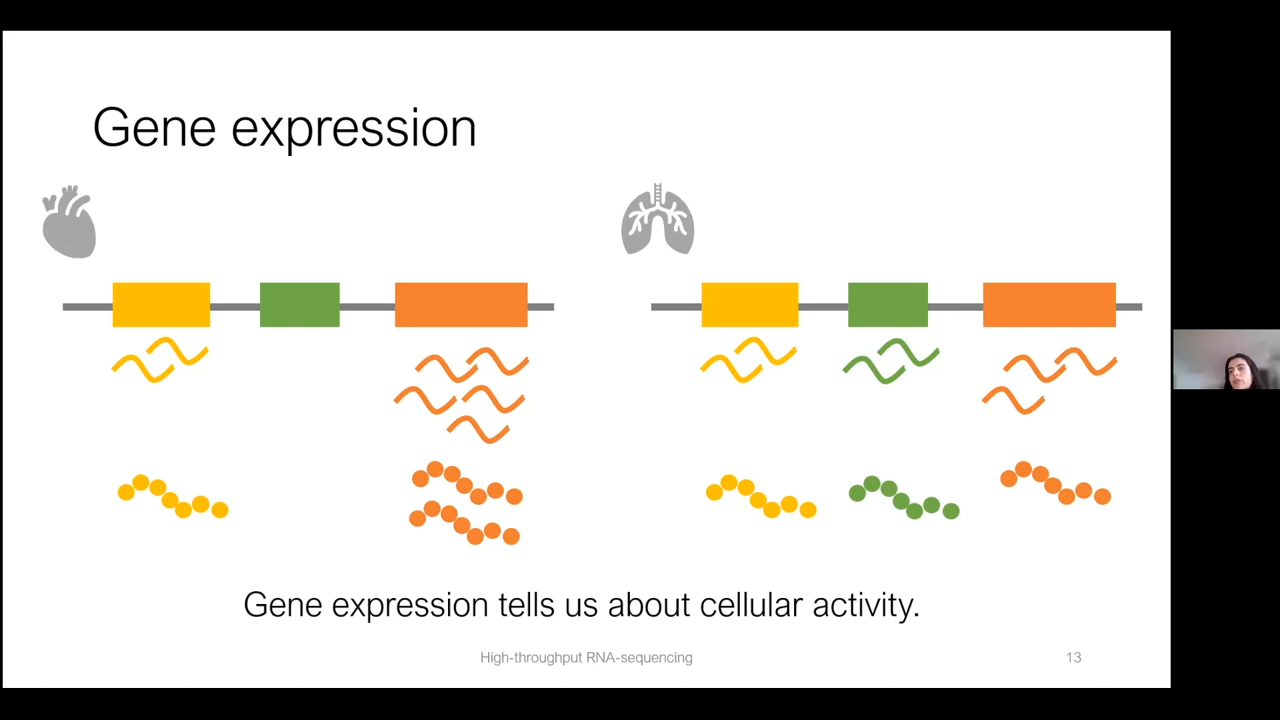 Gene expression
Gene expression tells us about cellular activity.
High-throughput RNA-sequencing
13